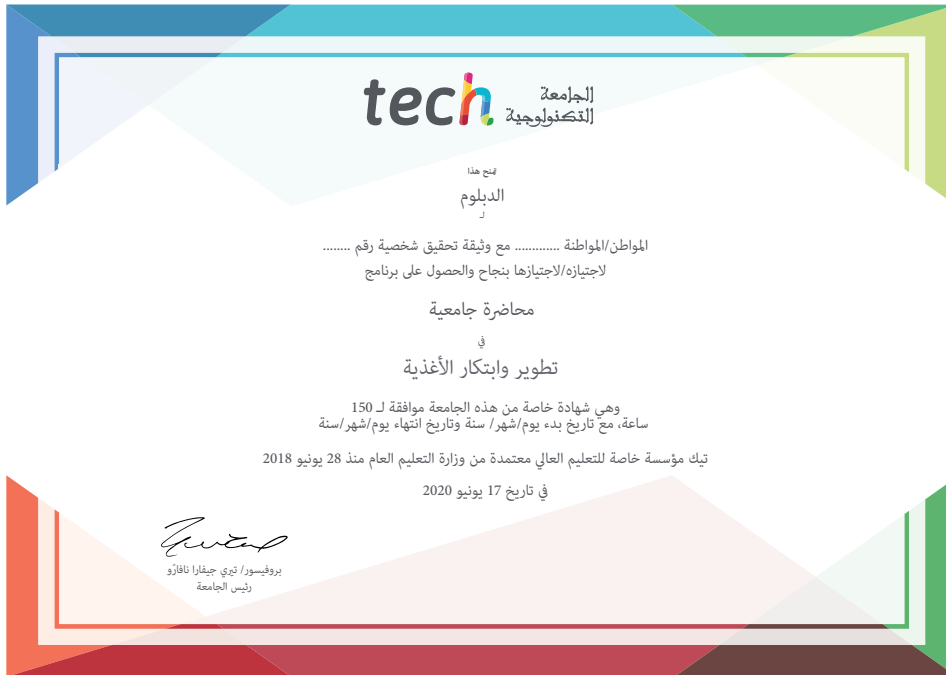 tech الجامعة
التكنولوجية
يمنح هذا
الدبلوم
لـ
المواطن/المواطنة ............ مع وثيقة تحقيق شخصية رقم ........
لاجتيازه/لاجتيازها بنجاح والحصول على برنامج
محاضرة جامعية
في
تطوير وابتكار الأغذية
وهي شهادة خاصة من هذه الجامعة موافقة لـ 150
ساعة، مع تاريخ بدء يوم/شهر/ سنة وتاريخ انتهاء يوم/شهر/سنة
تيك مؤسسة خاصة للتعليم العالي معتمدة من وزارة التعليم العام منذ 28 يونيو 2018
في تاريخ 17 يونيو 2020
بروفيسور/ تيري جيفارا نافارّو
رئيس الجامعة